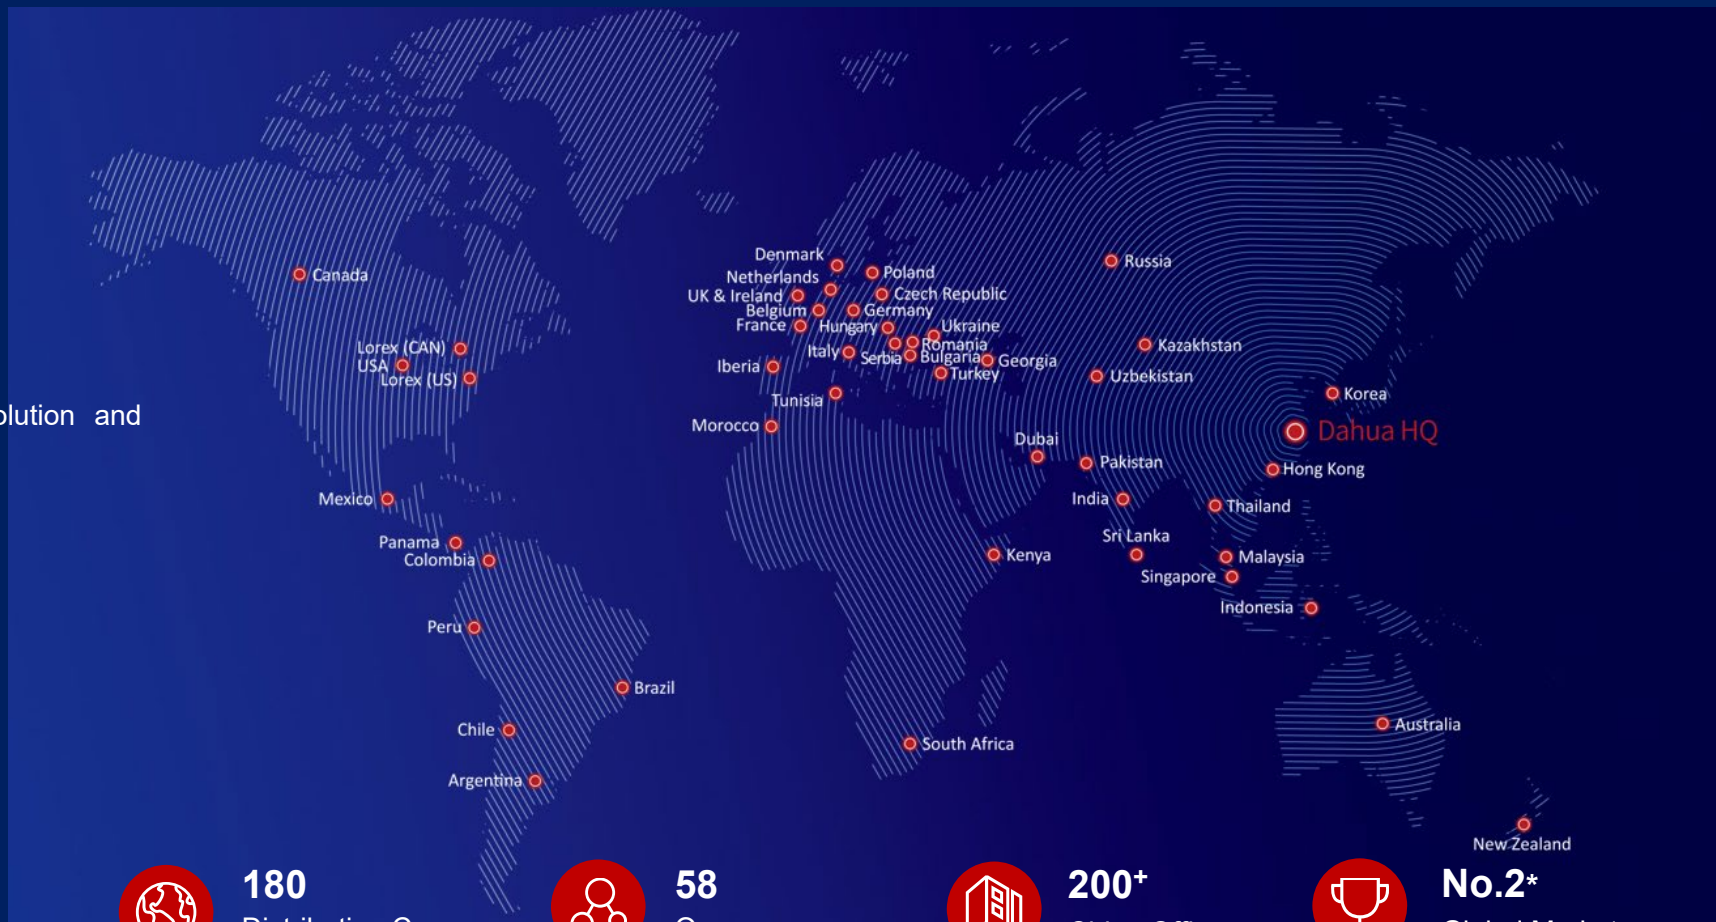 Denmark
Russia
Canada
Poland
Netherlands
Czech Republic
UK & Ireland
Belgium
Germany
France
Hungary
Ukraine
Lorex (CAN)
Romania
Kazakhstan
Italy
Serbia
Bulgaria
Georgia
USA
Iberia
Turkey
Uzbekistan
Lorex (US)
Korea
Tunisia
and
Morocco
Dahua HQ
Dubai
Pakistan
Hong Kong
Mexico
India
Thailand
Sri Lanka
Panama
Colombia
Kenya
Malaysia
Singapore
Indonesia
Peru
Brazil
Australia
Chile
South Africa
Argentina
New Zealand
180
58
200+
No.2*